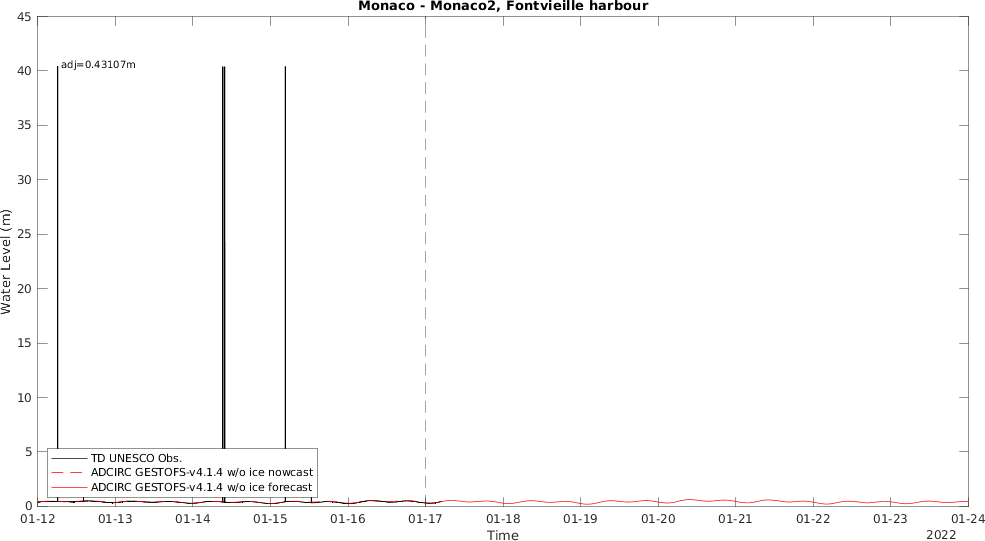 Monaco - Monaco2, Fontvieille harbour
45
40
35
30
25
20
15
10
5
0
Water Level (m)
adj=0.43107m
TD UNESCO Obs.
ADCIRC GESTOFS-v4.1.4 w/o ice nowcast
ADCIRC GESTOFS-v4.1.4 w/o ice forecast
01-12 01-13 01-14 01-15 01-16 01-17 01-18 01-19 01-20 01-21 01-22 01-23 01-24
Time
2022